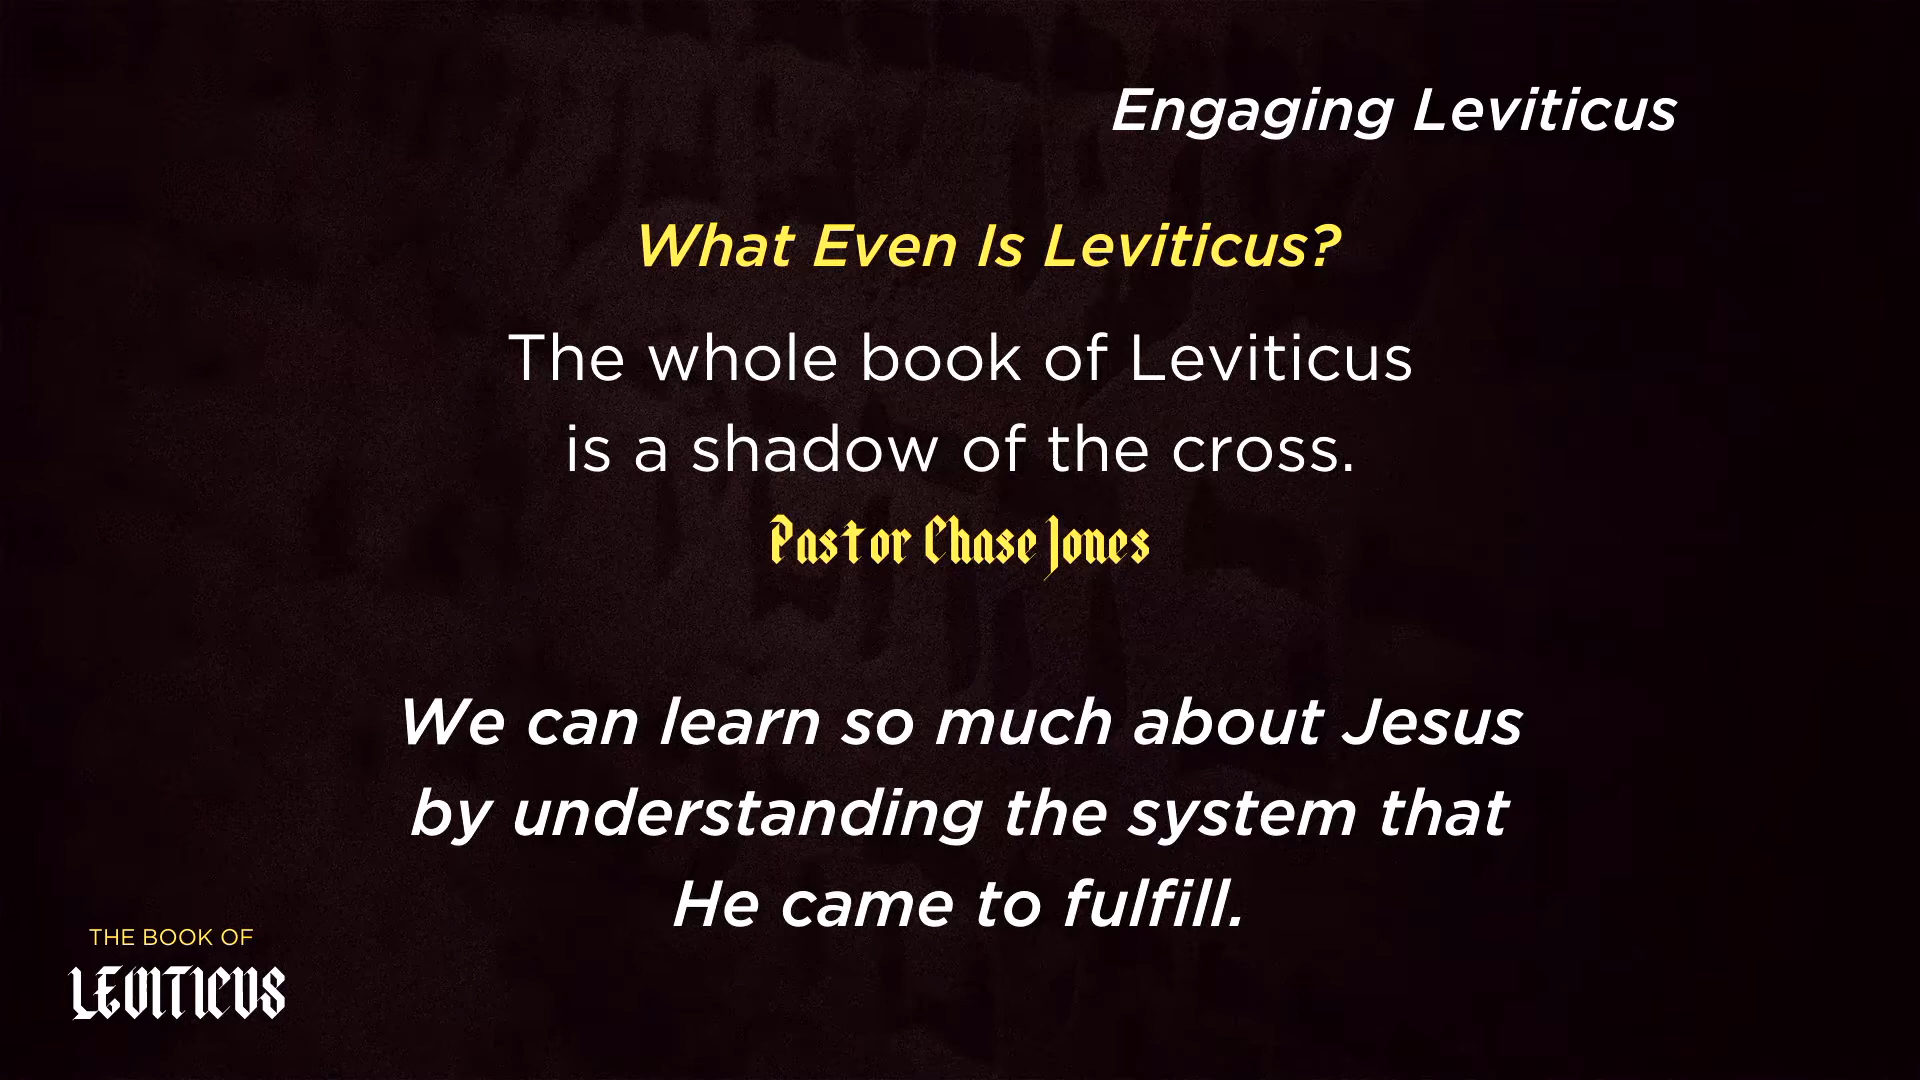 Engaging Leviticus
What Even Is Leviticus?
The whole book of Leviticus
is a shadow of the cross.
Pastor Chase Jones
We can learn so much about Jesus
by understanding the system that
He came to fulfill.
THE BOOK OF
LEVITICUS